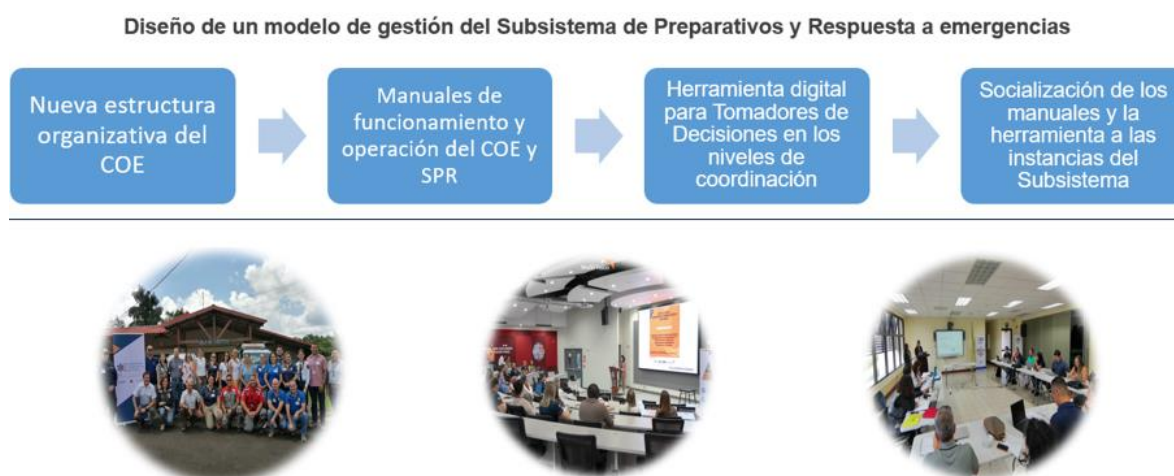 Diseño de un modelo de gestión del Subsistema de Preparativos y Respuesta a emergencias
Nueva estructura
organizativa del
COE
Manuales de
funcionamiento y
operación del COE y
SPR
Herramienta digital
para Tomadores de
Decisiones en los
niveles de
coordinación
Socialización de los
manuales y la
herramienta a las
instancias del
Subsistema